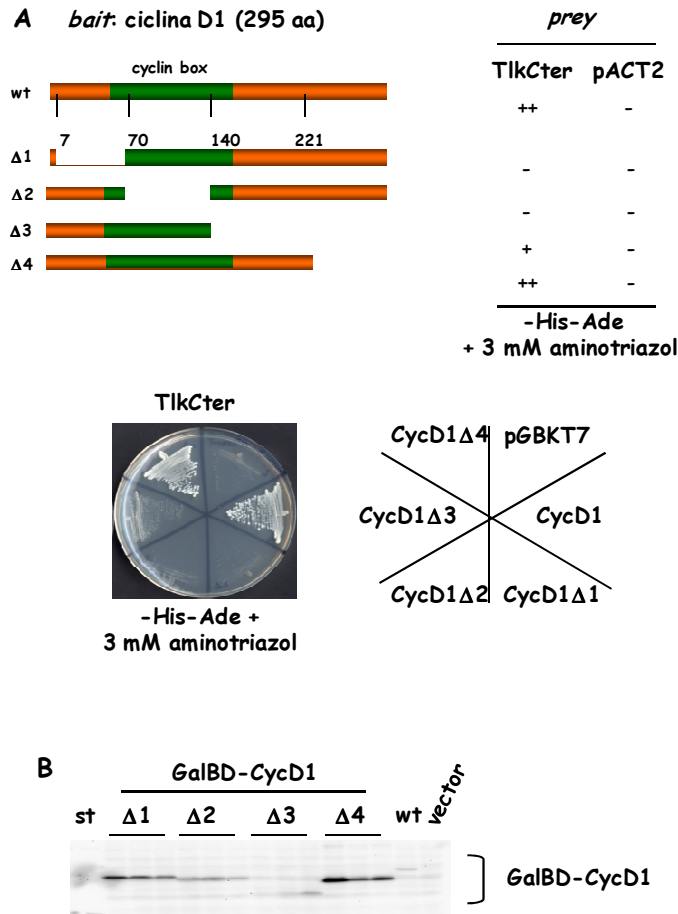 A bait: ciclina D1 (295 aa)
prey
TlkCter pACT2
cyclin box
wt
++ -
7 70 140 221
Δ1
- -
Δ2
- -
Δ3
+ -
Δ4
++ -
-His-Ade
+ 3 mM aminotriazol
TlkCter
CycD1Δ4 pGBKT7
CycD1Δ3 CycD1
CycD1Δ2 CycD1Δ1
-His-Ade +
3 mM aminotriazol
B
GalBD-CycD1
st Δ1 Δ2 Δ3 Δ4 wt vector
GalBD-CycD1